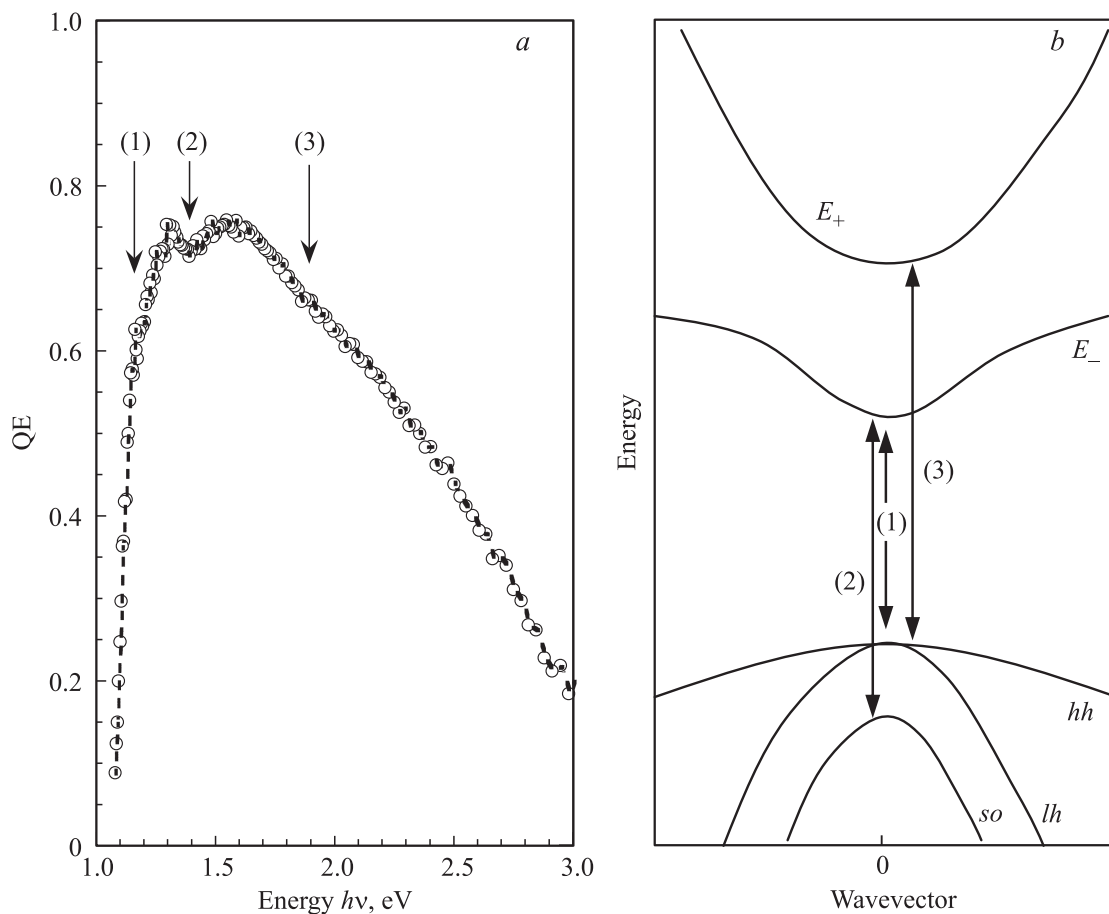 a
(1)
(2)
(3)
QE
1.0
0.8
0.6
0.4
0.2
0
1.0
1.5
2.0
2.5
3.0
Energy hν, eV
b
E+
E−
Energy
(3)
(1)
(2)
hh
so
lh
0
Wavevector